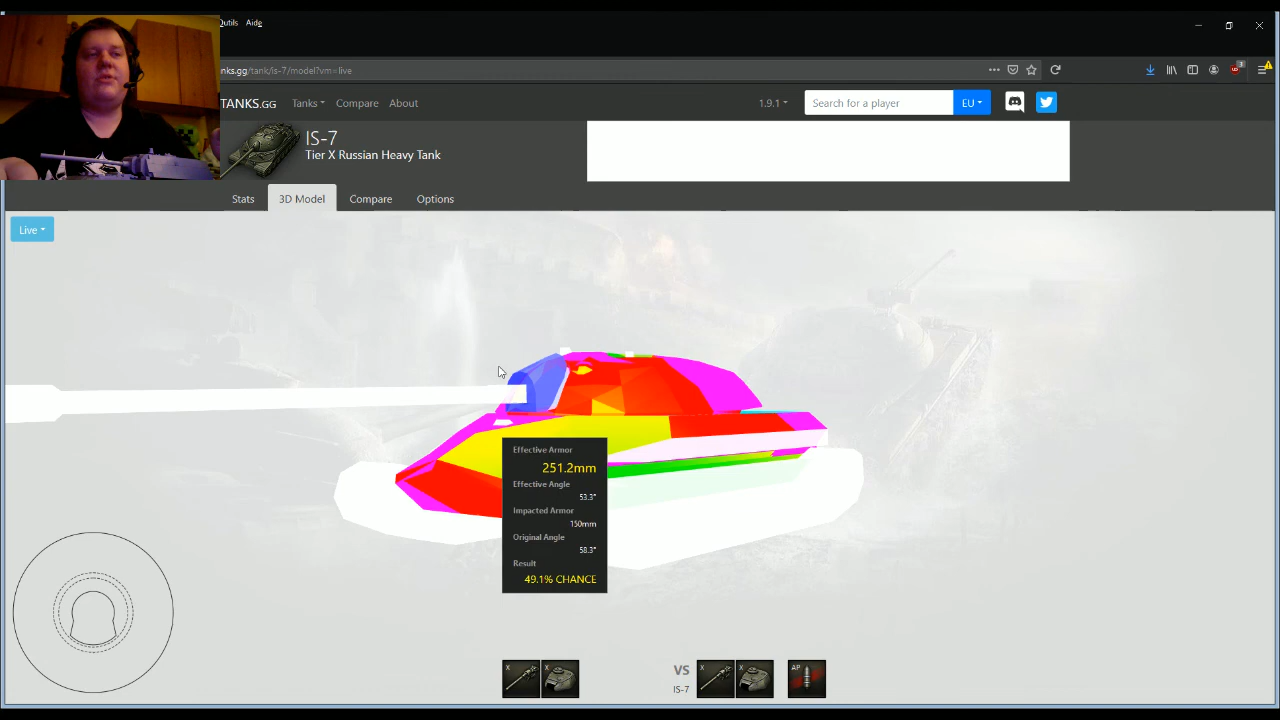 Outils Aide
nks.gg/tank/is-7/model?vm=live
3
TANKS.GG Tanks Compare About 1.9.1 Search for a player EU
IS-7
Tier X Russian Heavy Tank
Stats 3D Model Compare Options
Live
Effective Armor
251.2mm
Effective Angle
53.3°
Impacted Armor
150mm
Original Angle
58.3°
Result
49.1% CHANCE
X X VS X X AP
IS-7